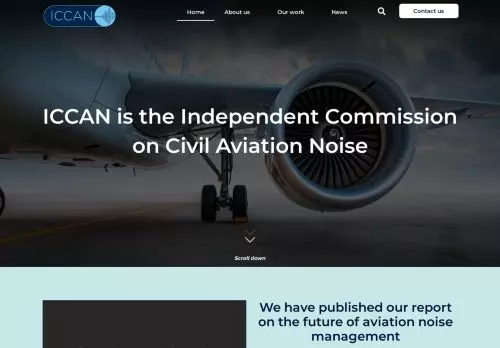 ICCAN
Home
About us
Our work
News
Contact us
ICCAN is the Independent Commission
on Civil Aviation Noise
Scroll down
We have published our report
on the future of aviation noise
management